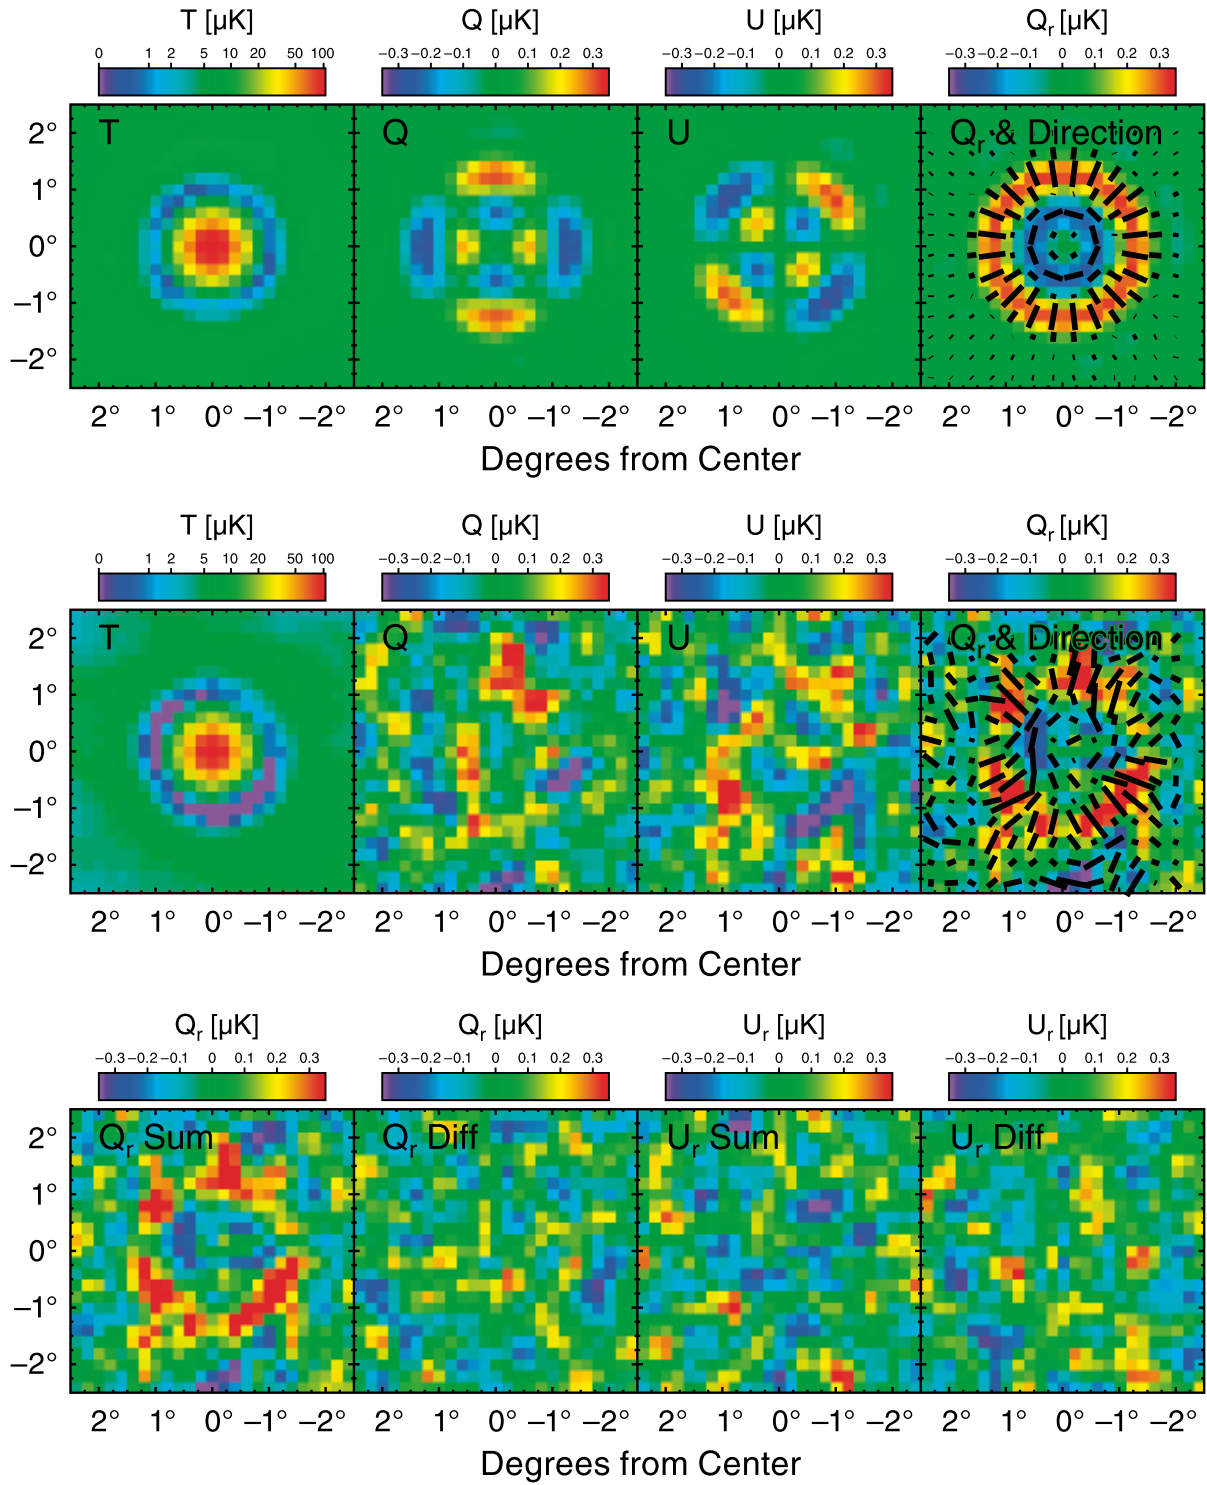 T [µK] Q [µK] U [µK] Qr [µK]
0 1 2 5 10 20 50 100 −0.3 −0.2 −0.1 0 0.1 0.2 0.3 −0.3 −0.2 −0.1 0 0.1 0.2 0.3 −0.3 −0.2 −0.1 0 0.1 0.2 0.3
T Q U Qr & Direction
2°
1°
0°
−1°
−2°
2° 1° 0° −1° −2° 2° 1° 0° −1° −2° 2° 1° 0° −1° −2° 2° 1° 0° −1° −2°
Degrees from Center
T [µK] Q [µK] U [µK] Qr [µK]
0 1 2 5 10 20 50 100 −0.3 −0.2 −0.1 0 0.1 0.2 0.3 −0.3 −0.2 −0.1 0 0.1 0.2 0.3 −0.3 −0.2 −0.1 0 0.1 0.2 0.3
T Q U Qr & Direction
2°
1°
0°
−1°
−2°
2° 1° 0° −1° −2° 2° 1° 0° −1° −2° 2° 1° 0° −1° −2° 2° 1° 0° −1° −2°
Degrees from Center
Qr [µK] Qr [µK] Ur [µK] Ur [µK]
−0.3 −0.2 −0.1 0 0.1 0.2 0.3 −0.3 −0.2 −0.1 0 0.1 0.2 0.3 −0.3 −0.2 −0.1 0 0.1 0.2 0.3 −0.3 −0.2 −0.1 0 0.1 0.2 0.3
Qr Sum Qr Diff Ur Sum Ur Diff
2°
1°
0°
−1°
−2°
2° 1° 0° −1° −2° 2° 1° 0° −1° −2° 2° 1° 0° −1° −2° 2° 1° 0° −1° −2°
Degrees from Center